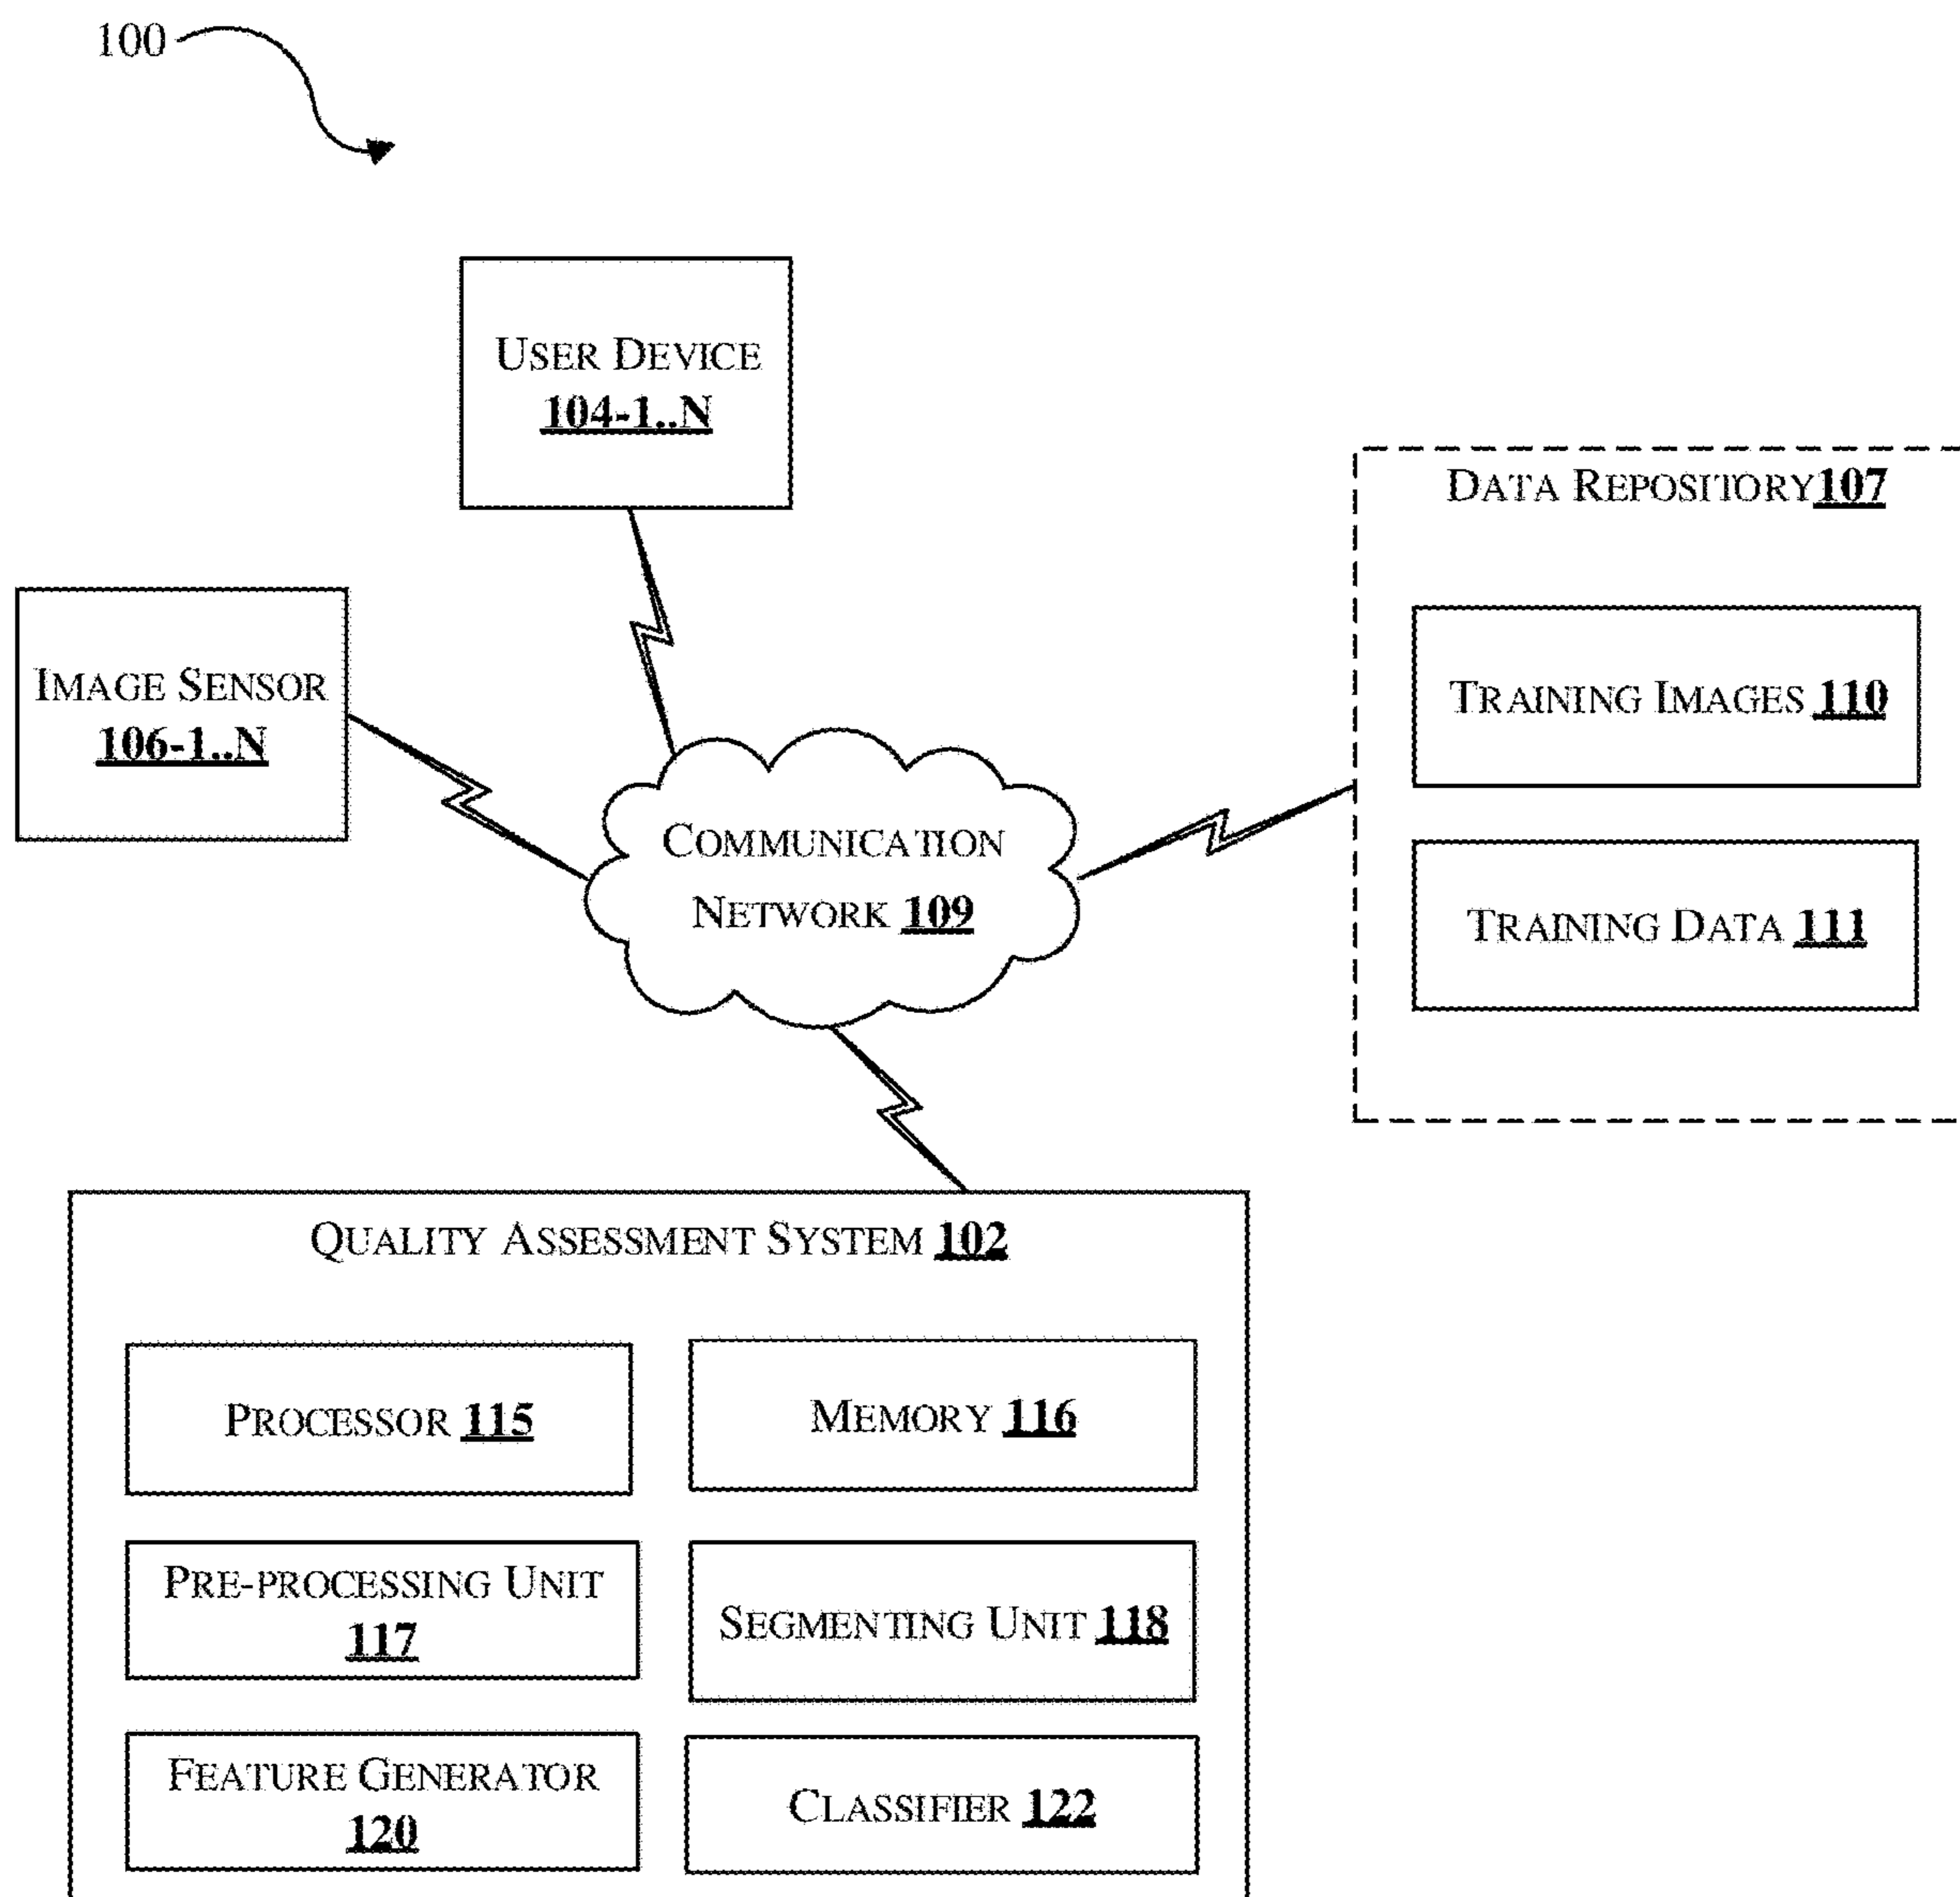 100
USER DEVICE
104-1..N
DATA REPOSITORY107
IMAGE SENSOR
106-1..N
TRAINING IMAGES 110
COMMUNICATION
NETWORK 109
TRAINING DATA 111
QUALITY ASSESSMENT SYSTEM 102
PROCESSOR 115
MEMORY 116
PRE-PROCESSING UNIT
117
SEGMENTING UNIT 118
FEATURE GENERATOR
120
CLASSIFIER 122